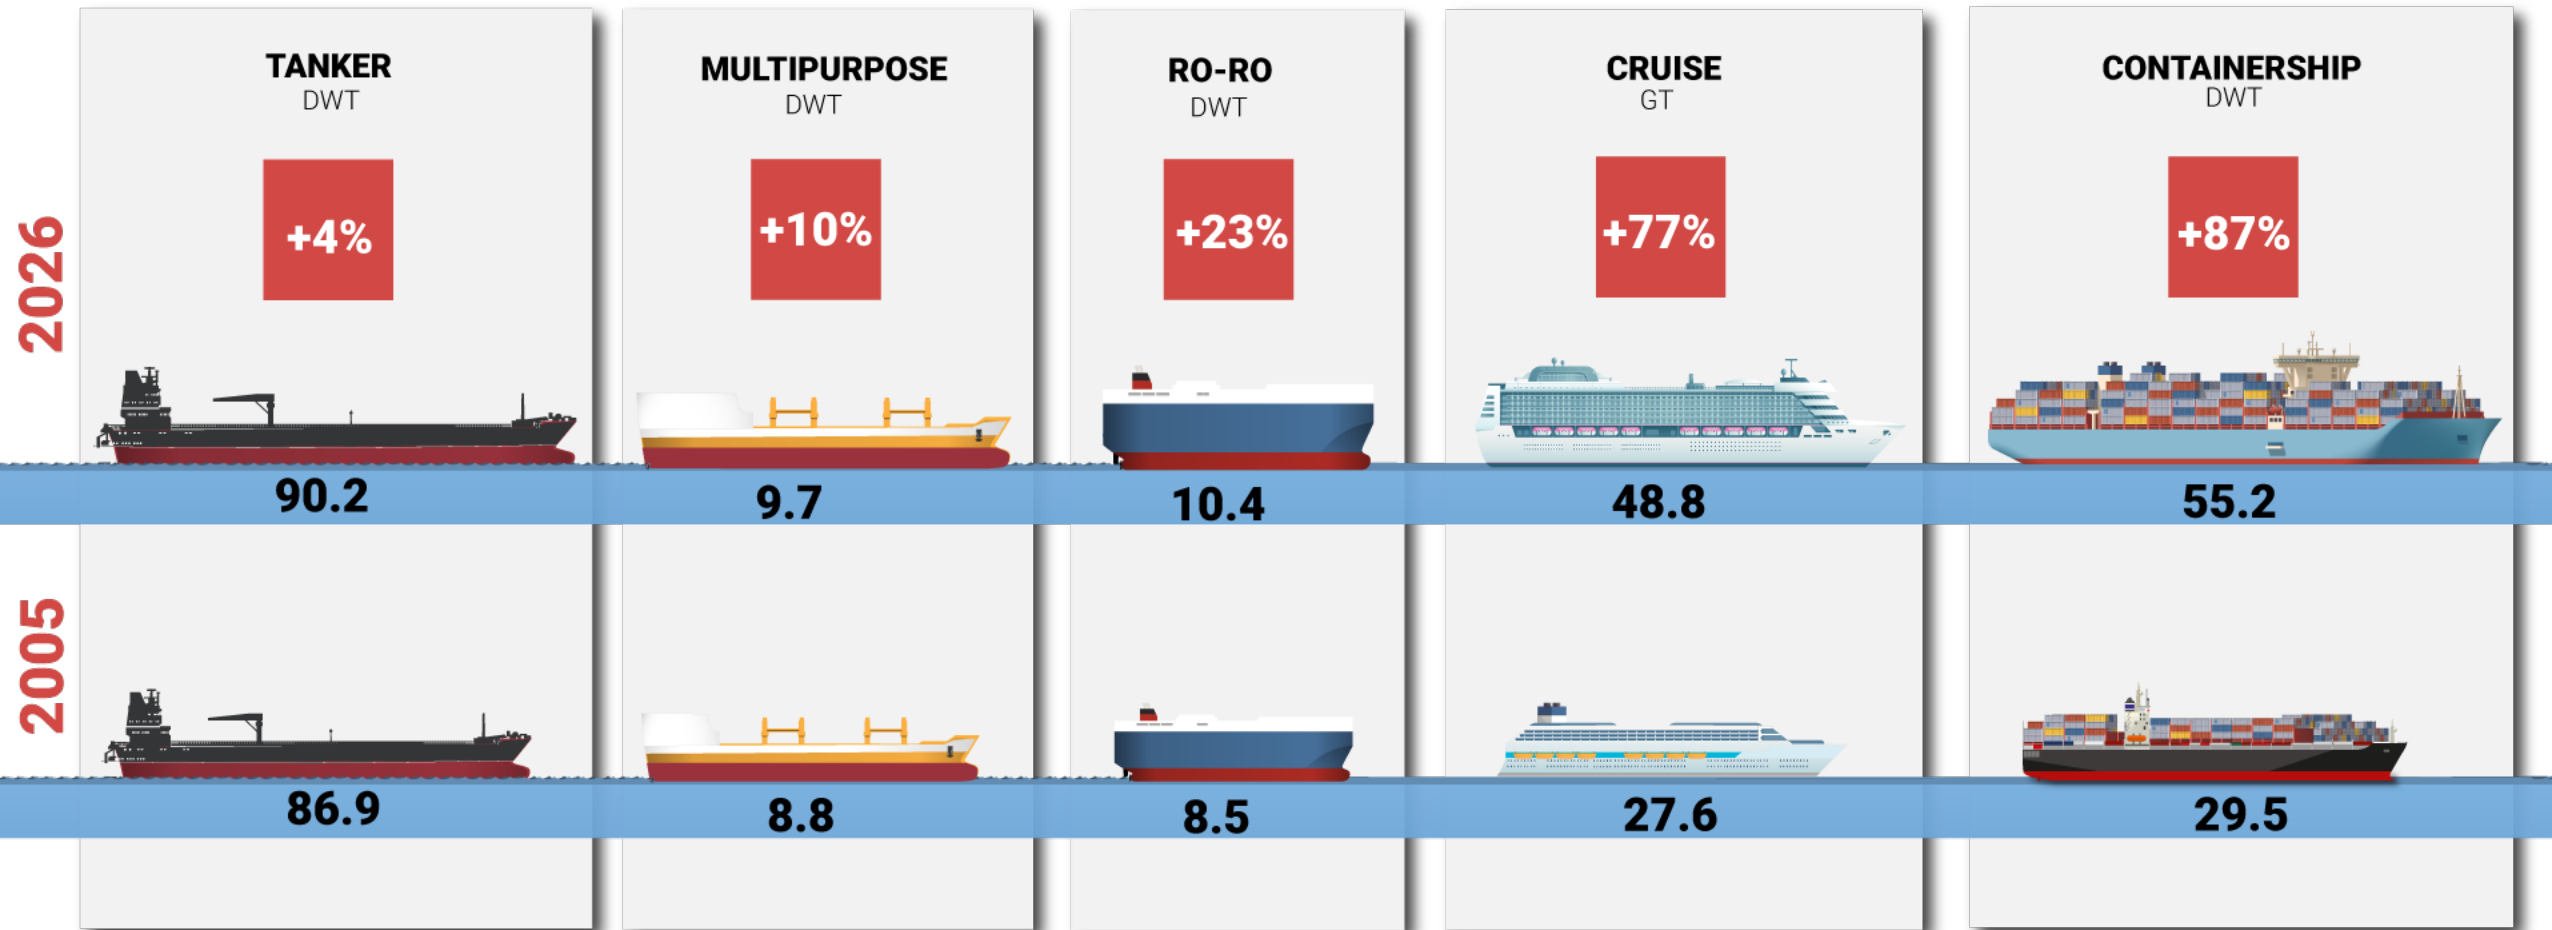 TANKER
DWT
+4%
MULTIPURPOSE
DWT
+10%
RO-RO
DWT
+23%
CRUISE
GT
+77%
CONTAINERSHIP
DWT
+87%
2026
90.2
9.7
10.4
48.8
55.2
2005
86.9
8.8
8.5
27.6
29.5